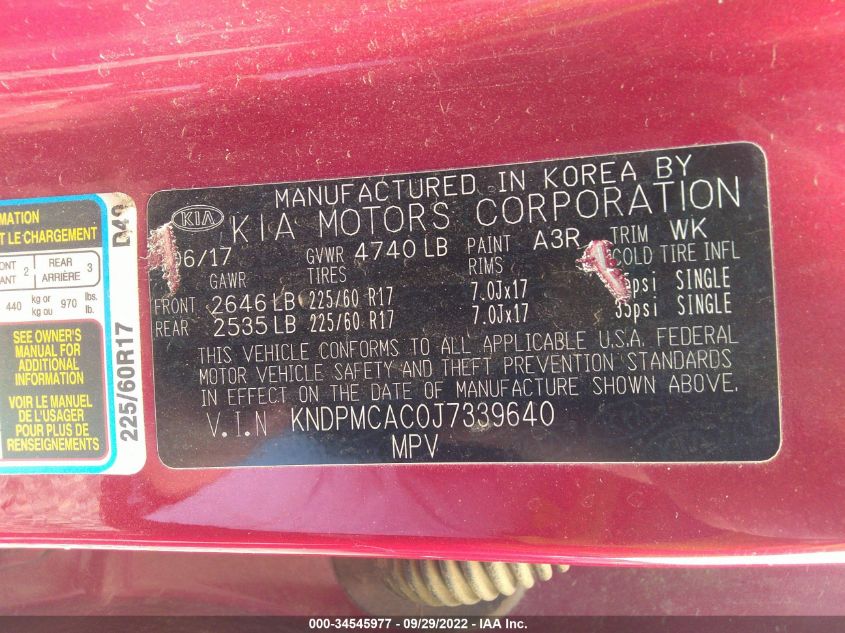 MATION
T LE CHARGEMENT
ONT
ANT 2
REAR
ARRIÈRE 3
440 kg or
kg ou 970 lbs.
lb.
SEE OWNER'S
MANUAL FOR
ADDITIONAL
INFORMATION
VOIR LE MANUEL
DE L'USAGER
POUR PLUS DE
RENSEIGNEMENTS
225/60R17
MANUFACTURED IN KOREA BY
KIA KIA MOTORS CORPORATION
06/17 GVWR 4740 LB PAINT A3R TRIM WK
GAWR TIRES RIMS COLD TIRE INFL
FRONT 2646 LB 225/60 R17 7.0Jx17 psi SINGLE
REAR 2535 LB 225/60 R17 7.0Jx17 35psi SINGLE
THIS VEHICLE CONFORMS TO ALL APPLICABLE U.S.A. FEDERAL
MOTOR VEHICLE SAFETY AND THEFT PREVENTION STANDARDS
IN EFFECT ON THE DATE OF MANUFACTURE SHOWN ABOVE.
V.I.N KNDPMCAC0J7339640
MPV
000-34545977 - 09/29/2022 - IAA Inc.